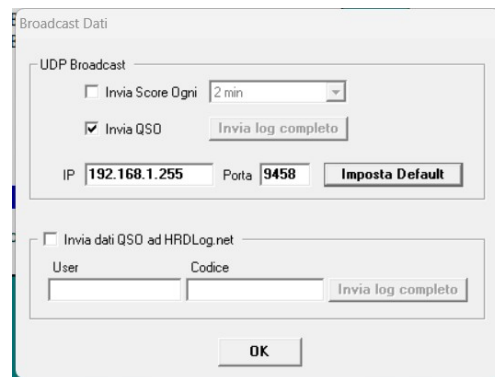 Broadcast Dati
UDP Broadcast
Invia Score Ogni 2 min
Invia QSO Invia log completo
IP 192.168.1.255 Porta 9458 Imposta Default
Invia dati QSO ad HRDLog.net
User Codice
Invia log completo
OK